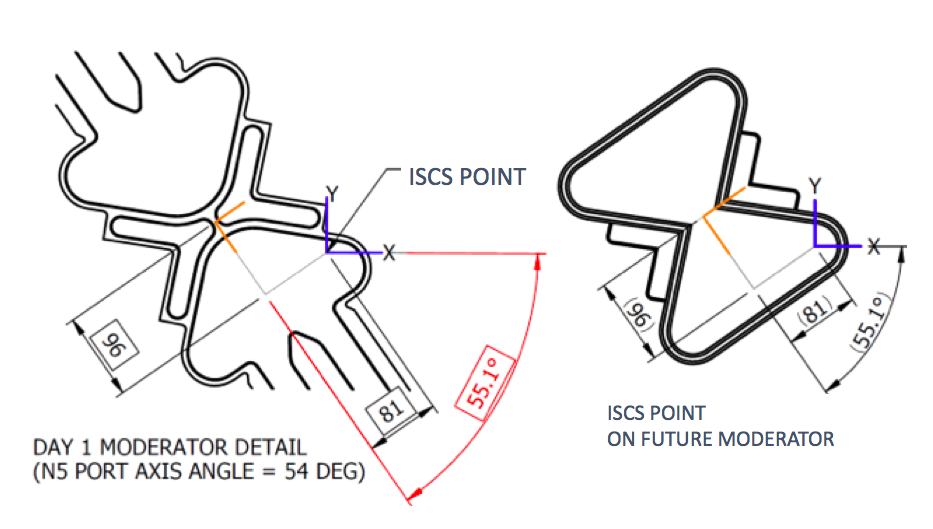 ISCS POINT
Y
X
96
81
55.1°
DAY 1 MODERATOR DETAIL
(N5 PORT AXIS ANGLE = 54 DEG)
Y
X
(96)
(81)
(55.1°)
ISCS POINT
ON FUTURE MODERATOR